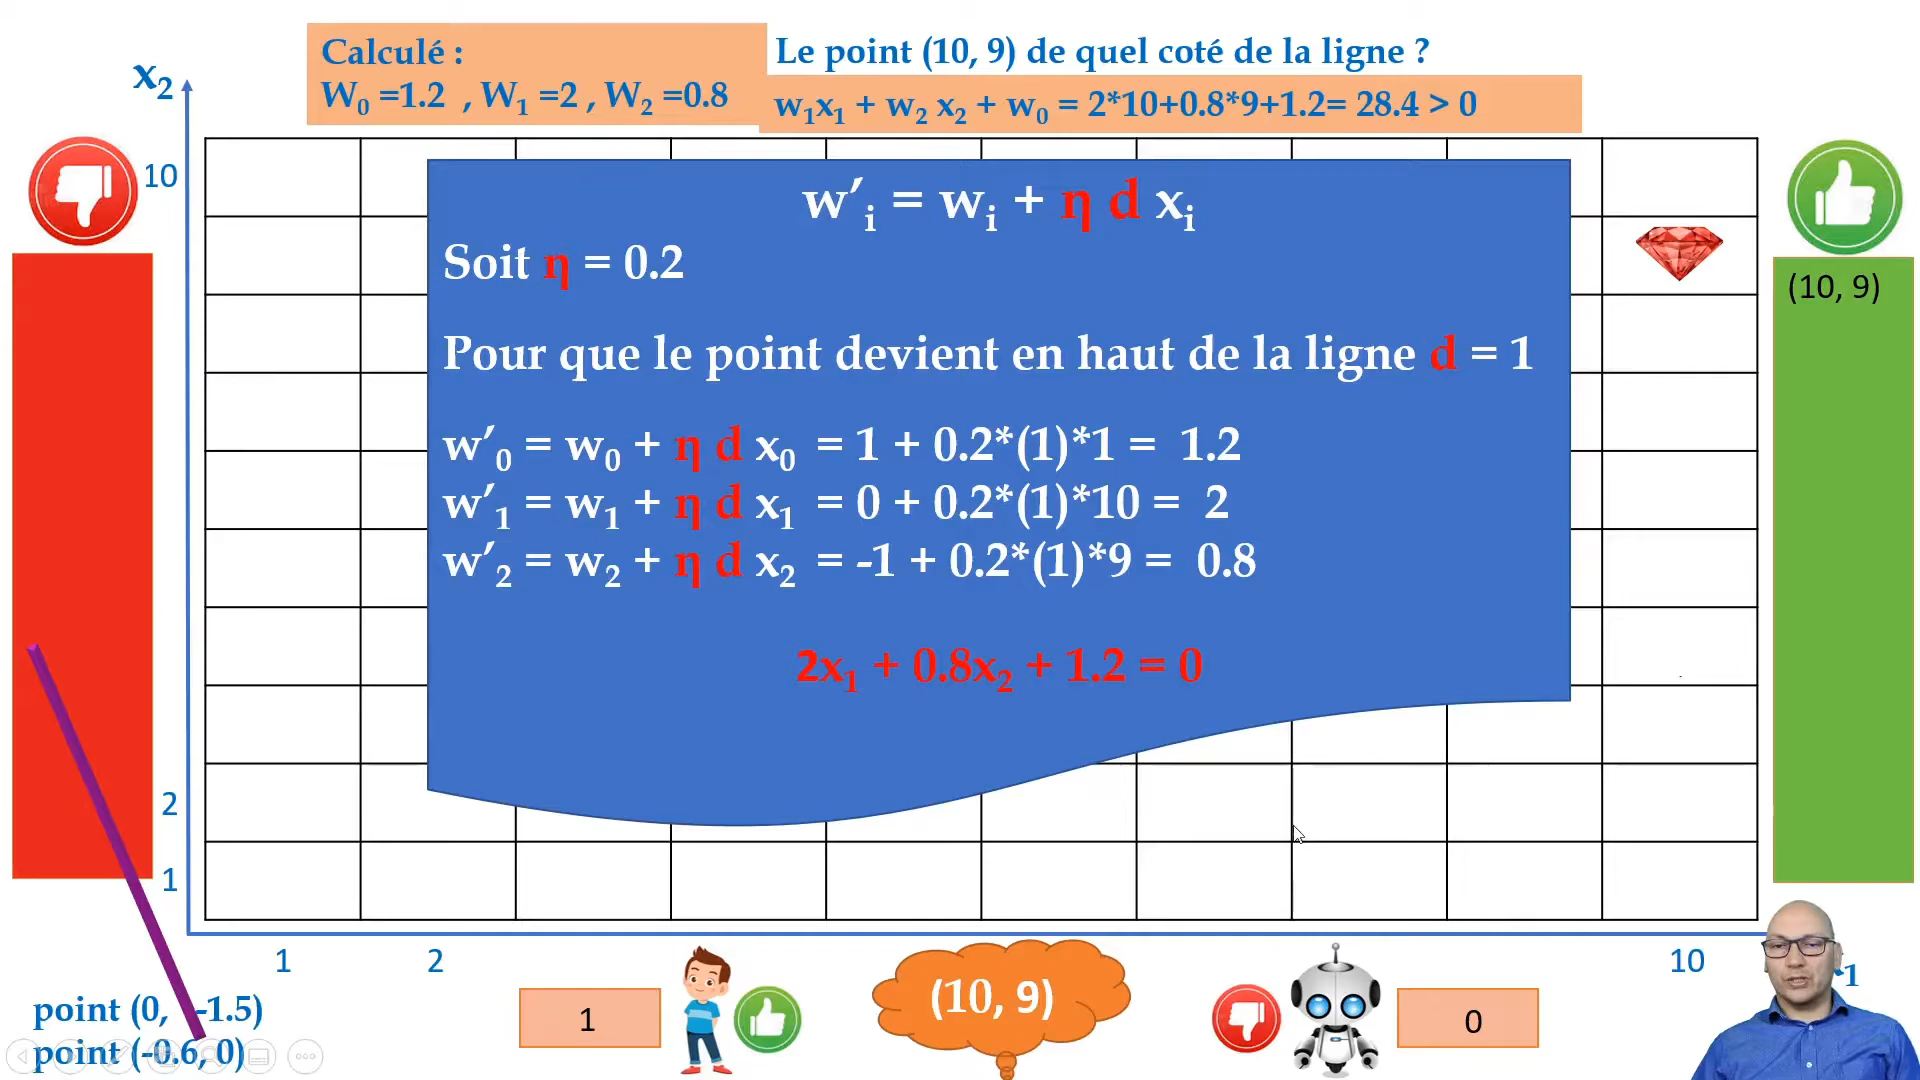 Calculé :
W0 =1.2 , W1 =2 , W2 =0.8
Le point (10, 9) de quel coté de la ligne ?
w1x1 + w2 x2 + w0 = 2*10+0.8*9+1.2= 28.4 > 0
x2
10
w′i = wi + η d xi
Soit η = 0.2
(10, 9)
Pour que le point devient en haut de la ligne d = 1
w′0 = w0 + η d x0 = 1 + 0.2*(1)*1 = 1.2
w′1 = w1 + η d x1 = 0 + 0.2*(1)*10 = 2
w′2 = w2 + η d x2 = -1 + 0.2*(1)*9 = 0.8
2x1 + 0.8x2 + 1.2 = 0
2
1
1
2
10
1
(10, 9)
0
point (0, -1.5)
point (-0.6, 0)